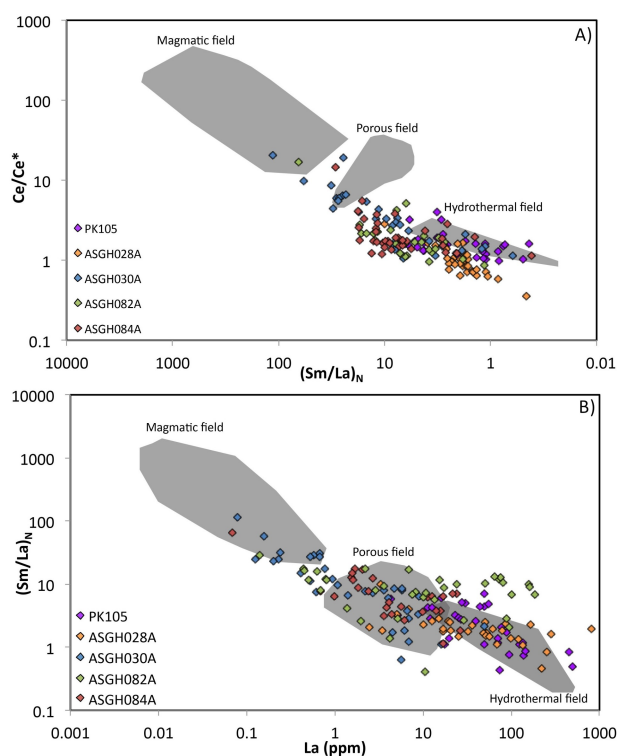 A)
1000
Magmatic field
100
Porous field
Ce/Ce*
10
Hydrothermal field
PK105
ASGH028A
1
ASGH030A
ASGH082A
ASGH084A
0.1
10000 1000 100 10 1 0.01
(Sm/La)N
B)
10000
Magmatic field
1000
(Sm/La)N
100
Porous field
10
PK105
ASGH028A
1
ASGH030A
ASGH082A
ASGH084A
Hydrothermal field
0.1
0.001 0.01 0.1 1 10 100 1000
La (ppm)